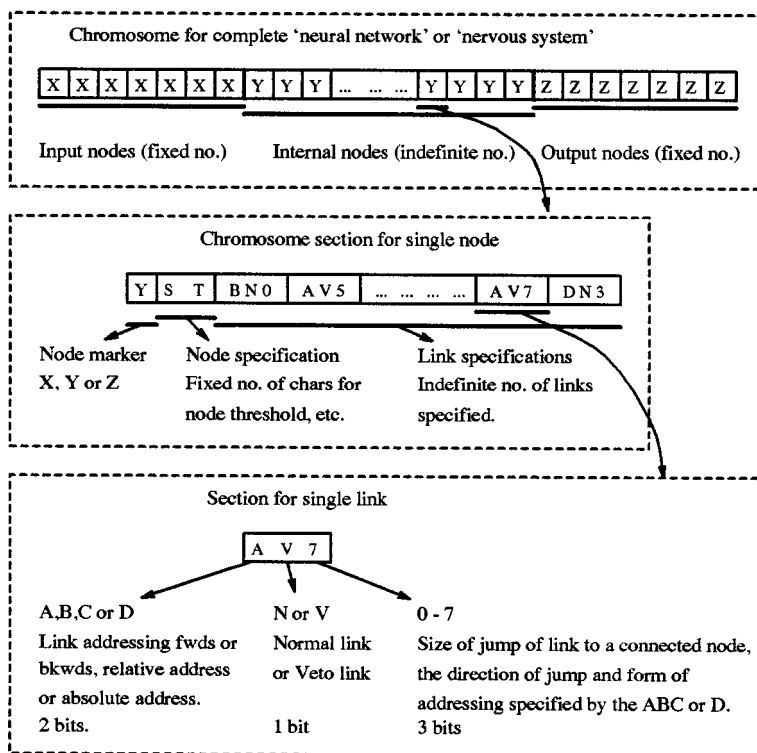 Chromosome for complete ‘neural network’ or ‘nervous system’
X X X X X X X Y Y Y ... ... ... Y Y Y Y Z Z Z Z Z Z Z
Input nodes (fixed no.) Internal nodes (indefinite no.) Output nodes (fixed no.)
Chromosome section for single node
Y S T B N 0 A V 5 ... ... ... ... A V 7 D N 3
Node marker
X, Y or Z
Node specification
Fixed no. of chars for
node threshold, etc.
Link specifications
Indefinite no. of links
specified.
Section for single link
A V 7
A,B,C or D
Link addressing fwds or
bkwds, relative address
or absolute address.
2 bits.
N or V
Normal link
or Veto link
1 bit
0 - 7
Size of jump of link to a connected node,
the direction of jump and form of
addressing specified by the ABC or D.
3 bits